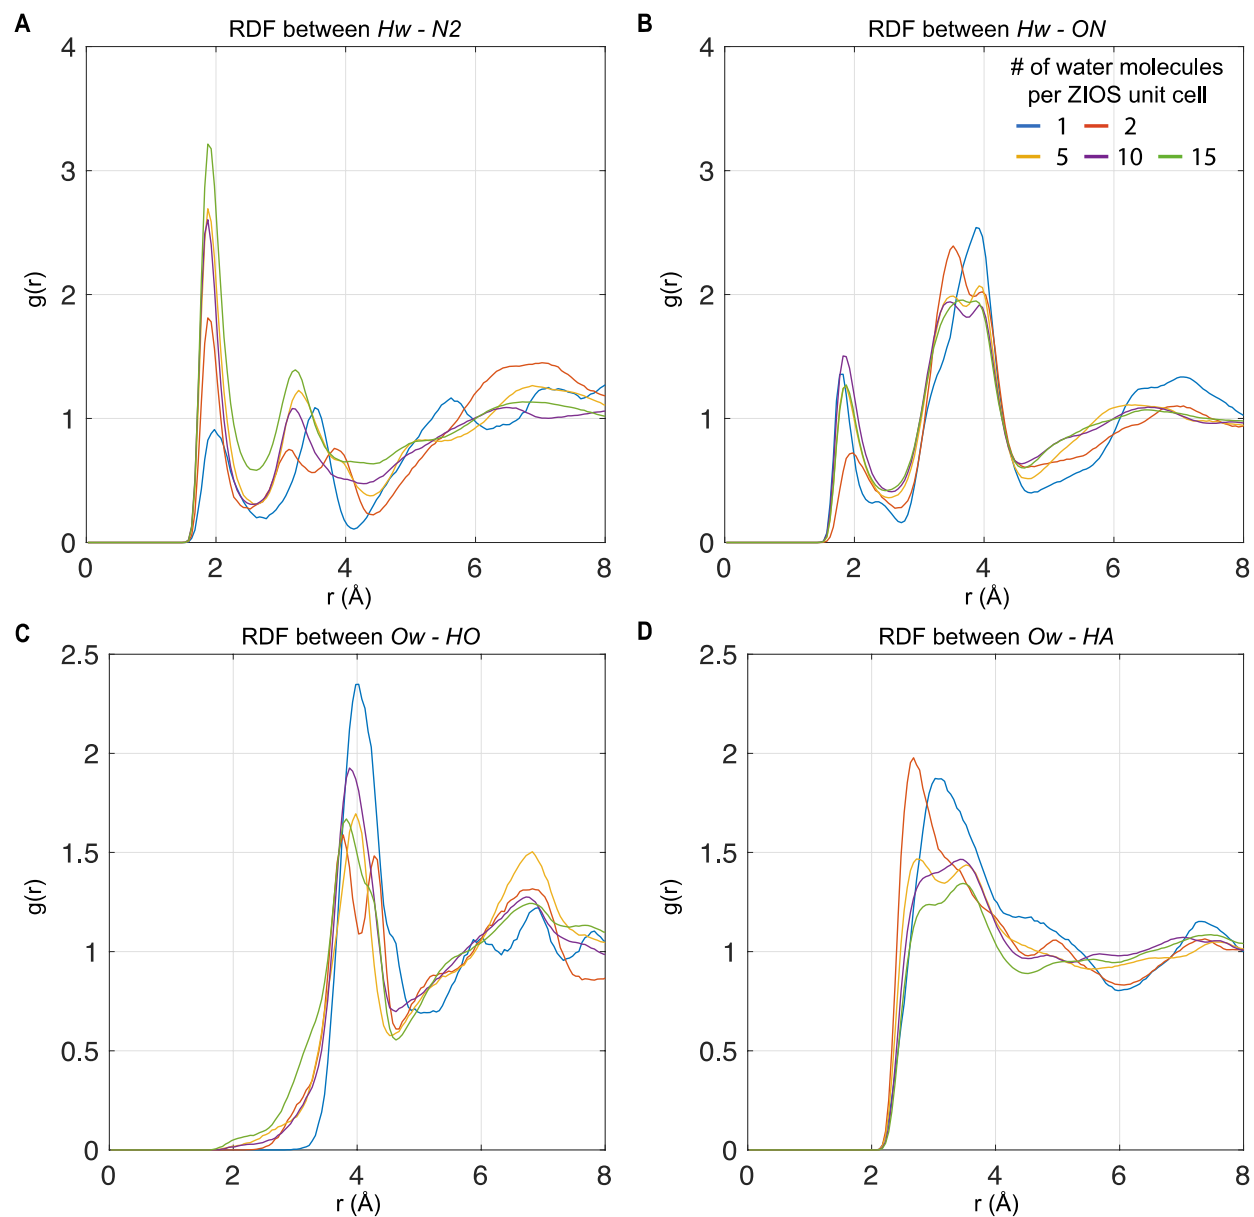 A
RDF between Hw - N2
4
3
2
1
0
g(r)
0 2 4 6 8
r (Å)
B
RDF between Hw - ON
# of water molecules
per ZIOS unit cell
1 2
5 10 15
4
3
2
1
0
g(r)
0 2 4 6 8
r (Å)
C
RDF between Ow - HO
2.5
2
1.5
1
0.5
0
g(r)
0 2 4 6 8
r (Å)
D
RDF between Ow - HA
2.5
2
1.5
1
0.5
0
g(r)
0 2 4 6 8
r (Å)